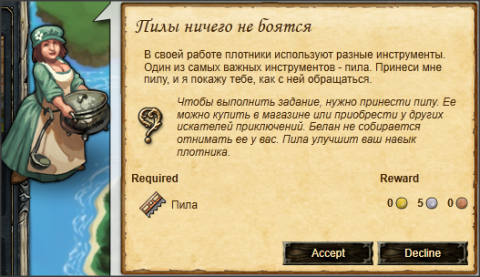 Пилы ничего не боятся
В своей работе плотники используют разные инструменты.
Один из самых важных инструментов - пила. Принеси мне
пилу, и я покажу тебе, как с ней обращаться.
Чтобы выполнить задание, нужно принести пилу. Ее
можно купить в магазине или приобрести у других
искателей приключений. Белан не собирается
отнимать ее у вас. Пила улучшит ваш навык
плотника.
Required Reward
Пила 0 5 0
Accept Decline